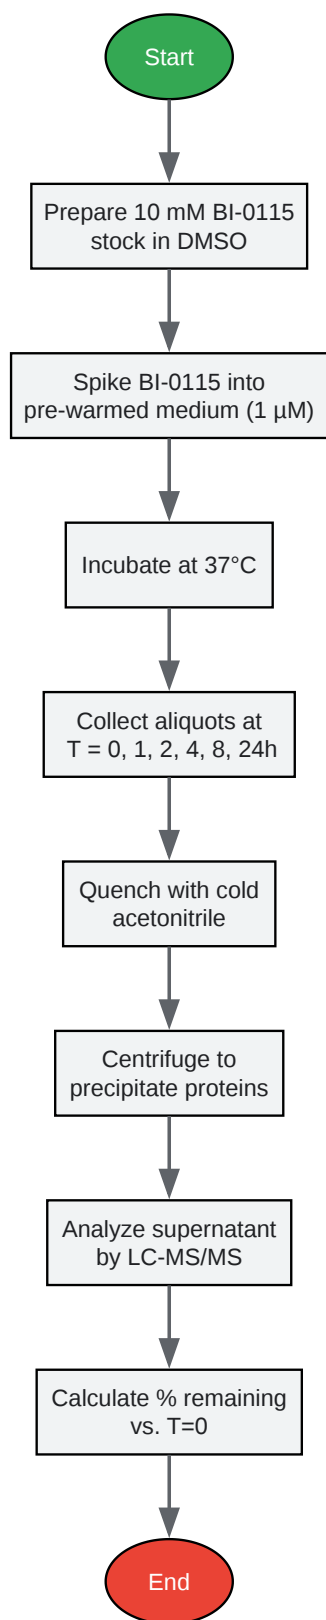 Start
Prepare 10 mM BI-0115
stock in DMSO
Spike BI-0115 into
pre-warmed medium (1 µM)
Incubate at 37°C
Collect aliquots at
T = 0, 1, 2, 4, 8, 24h
Quench with cold
acetonitrile
Centrifuge to
precipitate proteins
Analyze supernatant
by LC-MS/MS
Calculate % remaining
vs. T=0
End